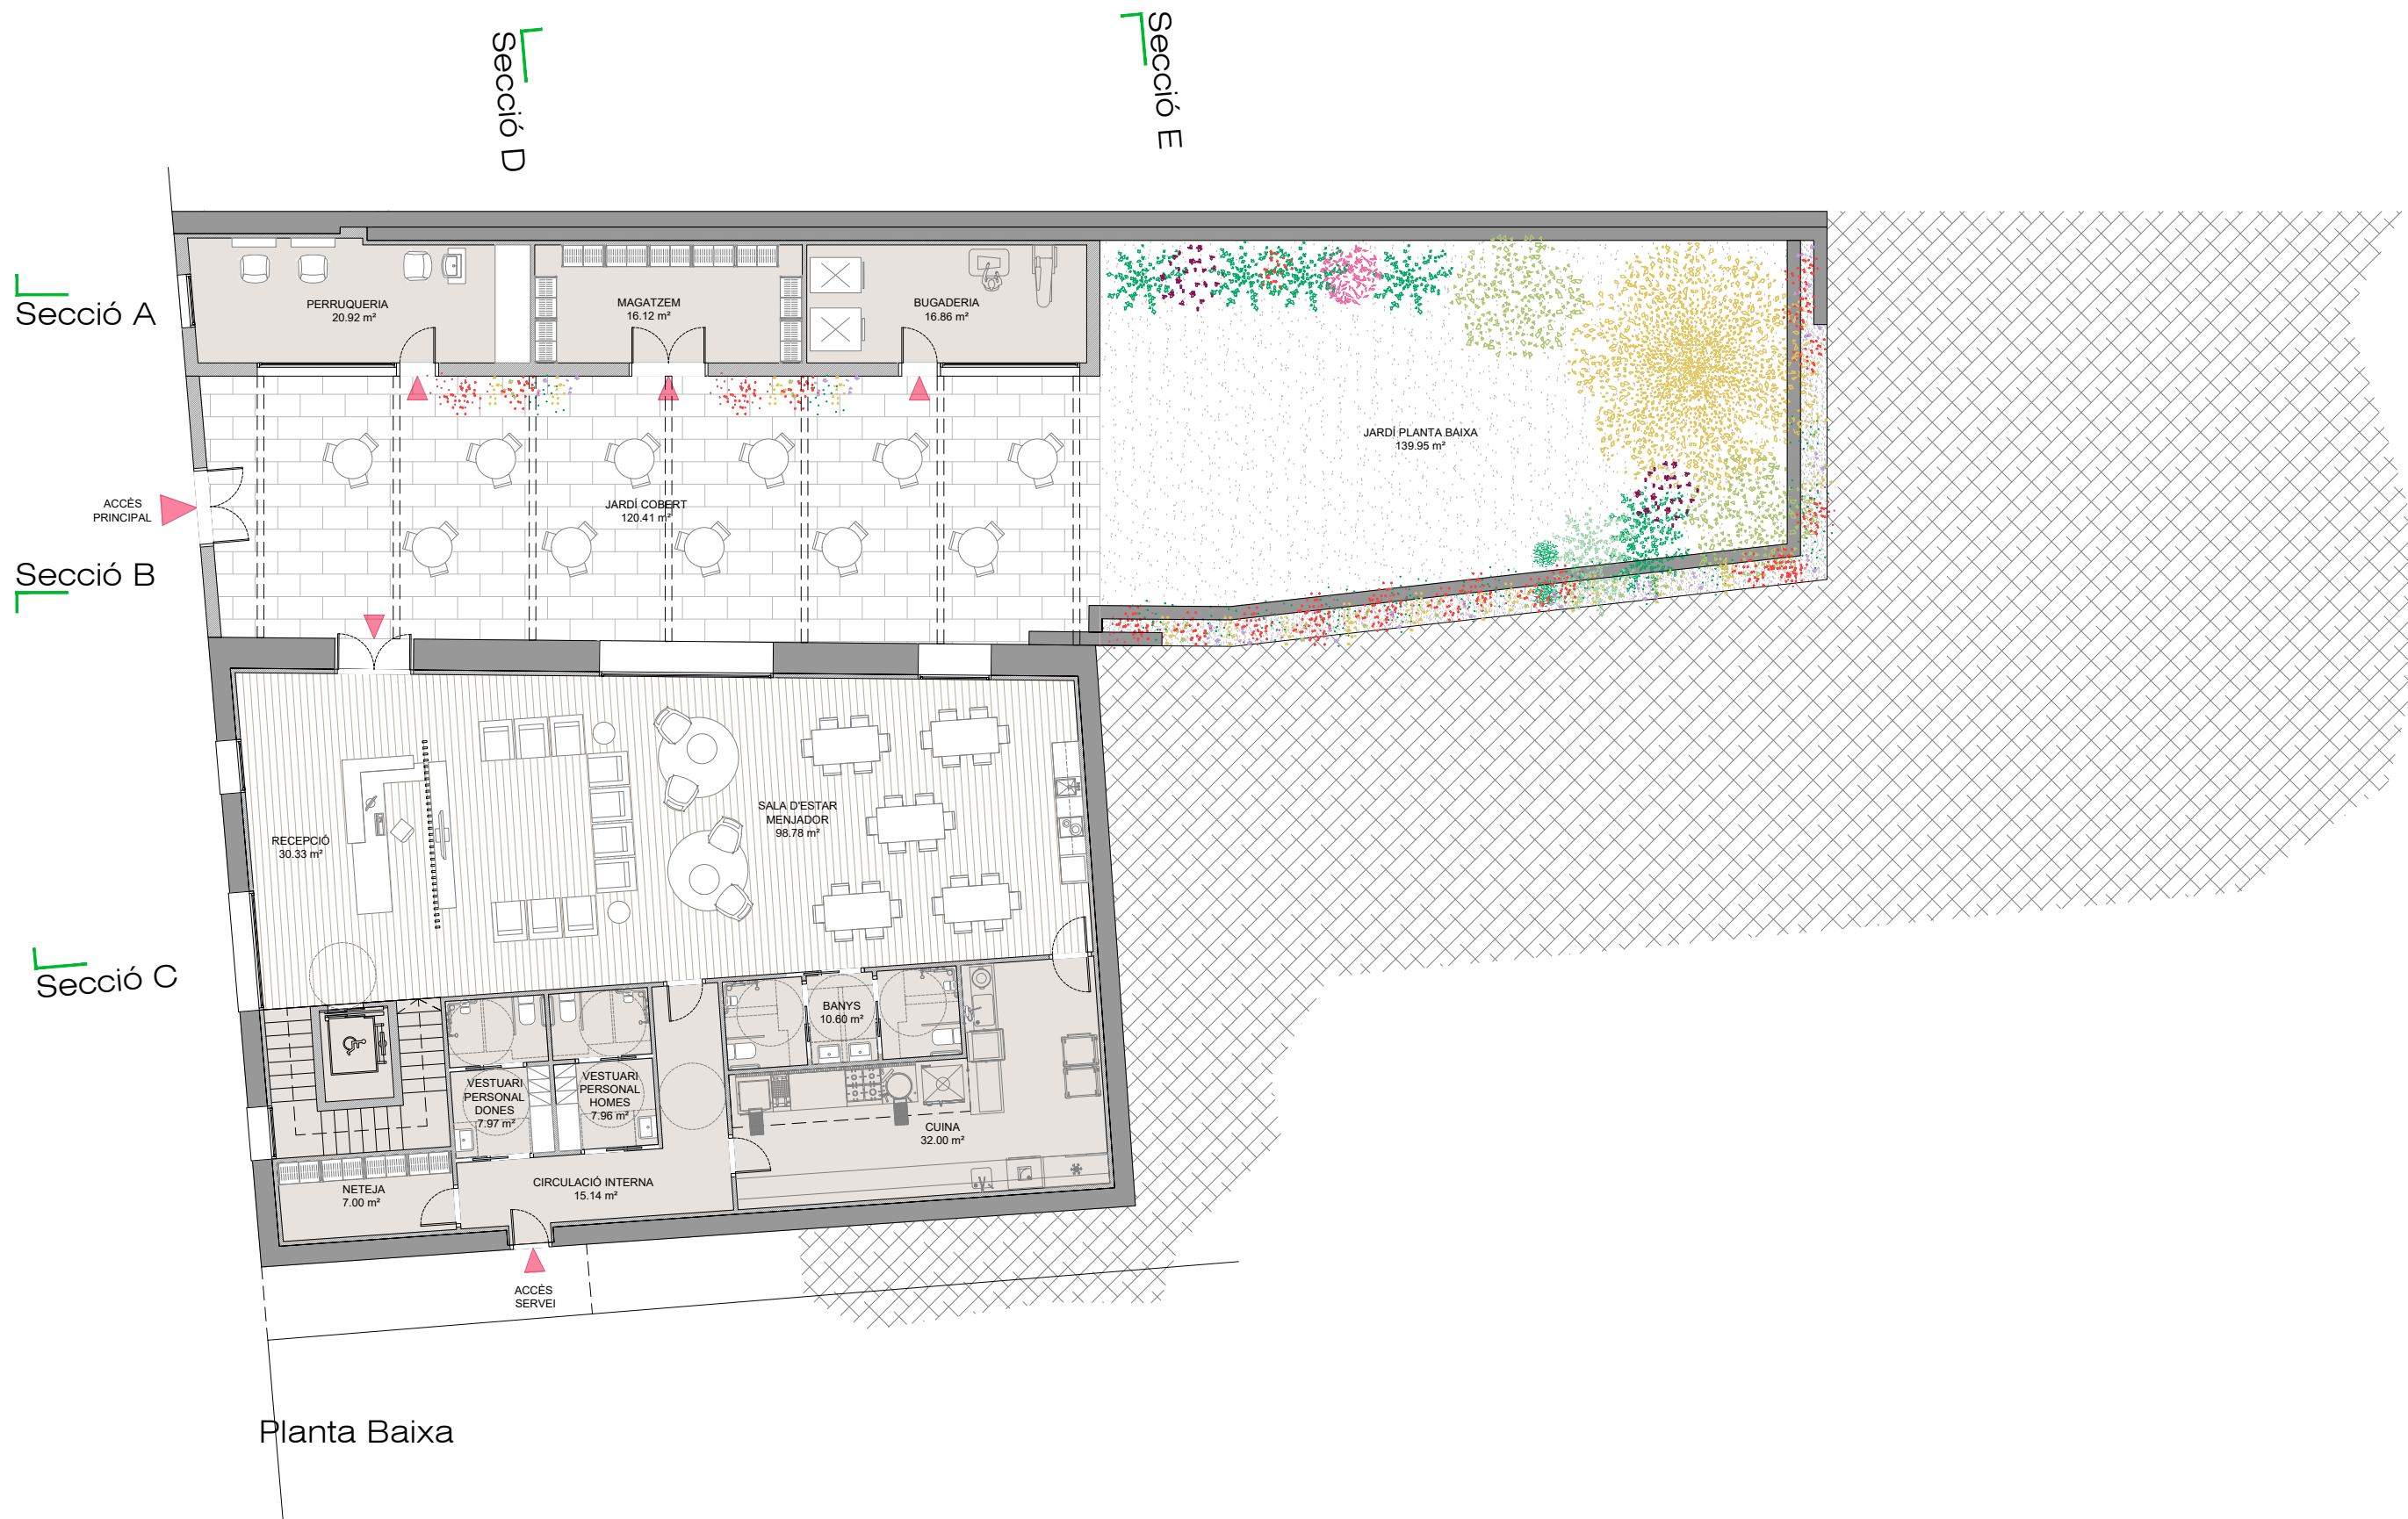 Secció D
Secció E
Secció A
PERRUQUERIA
20.92 m²
MAGATZEM
16.12 m²
BUGADERIA
16.86 m²
JARDÍ PLANTA BAIXA
139.95 m²
ACCÈS
PRINCIPAL
JARDÍ COBERT
120.41 m²
Secció B
SALA D'ESTAR
MENJADOR
98.78 m²
RECEPCIÓ
30.33 m²
Secció C
BANYS
10.60 m²
VESTUARI
PERSONAL
DONES
7.97 m²
VESTUARI
PERSONAL
HOMES
7.96 m²
CUINA
32.00 m²
NETEJA
7.00 m²
CIRCULACIÓ INTERNA
15.14 m²
ACCÈS
SERVEI
Planta Baixa